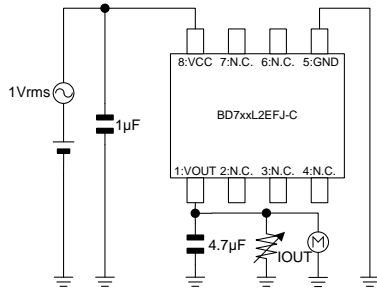 8:VCC 7:N.C. 6:N.C. 5:GND
1Vrms
1µF
BD7xxL2EFJ-C
1:VOUT 2:N.C. 3:N.C. 4:N.C.
4.7µF
M
IOUT